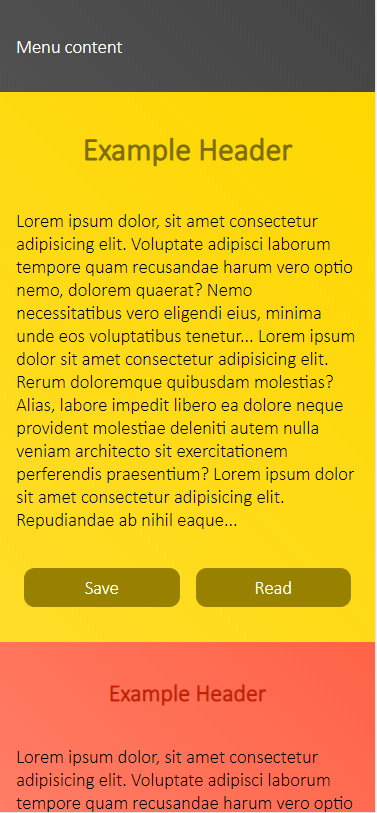 Menu content
Example Header
Lorem ipsum dolor, sit amet consectetur
adipisicing elit. Voluptate adipisci laborum
tempore quam recusandae harum vero optio
nemo, dolorem quaerat? Nemo
necessitatibus vero eligendi eius, minima
unde eos voluptatibus tenetur... Lorem ipsum
dolor sit amet consectetur adipisicing elit.
Rerum doloremque quibusdam molestias?
Alias, labore impedit libero ea dolore neque
provident molestiae deleniti autem nulla
veniam architecto sit exercitationem
perferendis praesentium? Lorem ipsum dolor
sit amet consectetur adipisicing elit.
Repudiandae ab nihil eaque...
Save Read
Example Header
Lorem ipsum dolor, sit amet consectetur
adipisicing elit. Voluptate adipisci laborum
tempore quam recusandae harum vero optio